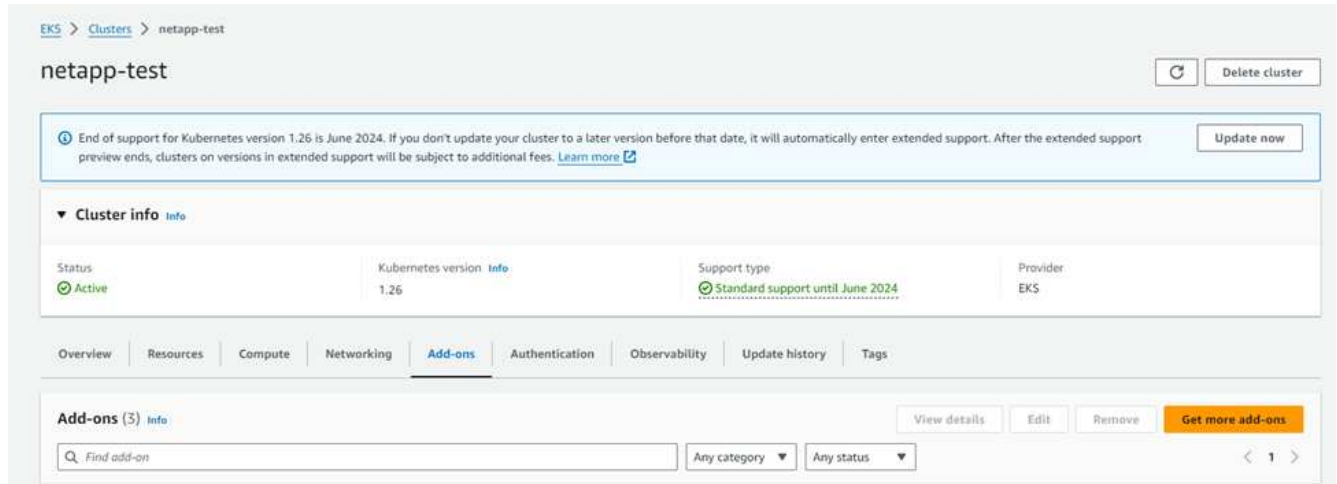 EKS > Clusters > netapp-test
netapp-test
Delete cluster
End of support for Kubernetes version 1.26 is June 2024. If you don't update your cluster to a later version before that date, it will automatically enter extended support. After the extended support
preview ends, clusters on versions in extended support will be subject to additional fees. Learn more
Update now
Cluster info Info
Status
Active
Kubernetes version Info
1.26
Support type
Standard support until June 2024
Provider
EKS
Overview Resources Compute Networking Add-ons Authentication Observability Update history Tags
Add-ons (3) Info
View details Edit Remove Get more add-ons
Find add-on Any category Any status < 1 >